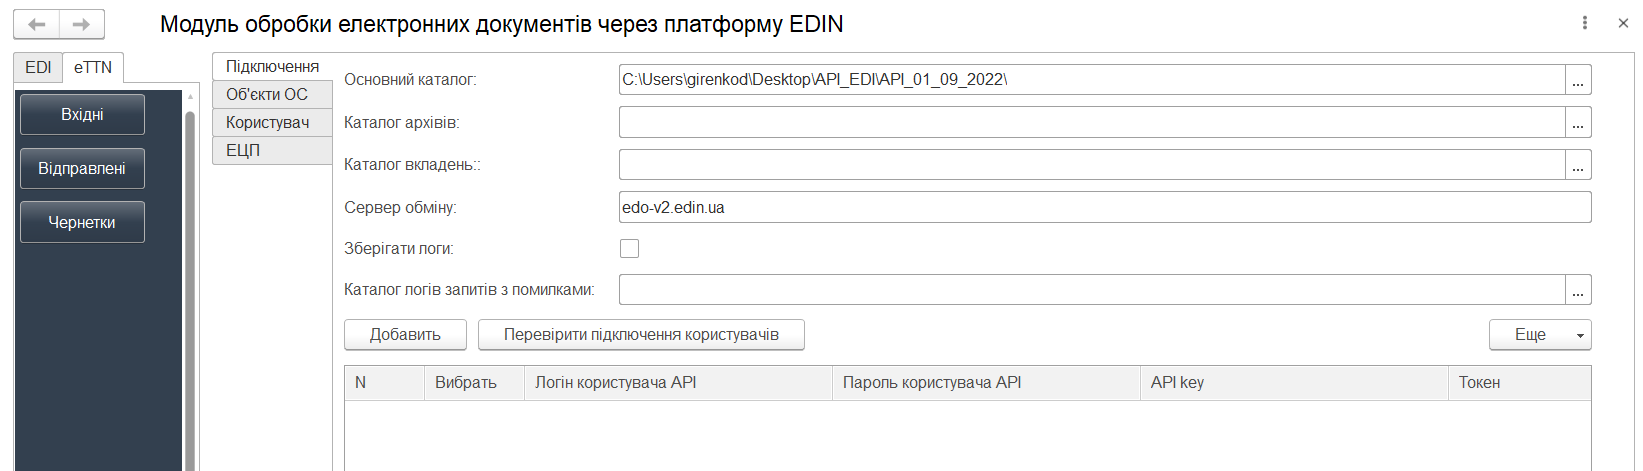 Модуль обробки електронних документів через платформу EDIN
EDI
eTTN
Вхідні
Відправлені
Чернетки
Підключення
Об'єкти ОС
Користувач
ЕЦП
Основний каталог:
C:\Users\girenkod\Desktop\API_EDI\API_01_09_2022\
...
Каталог архівів:
...
Каталог вкладень::
...
Сервер обміну:
edo-v2.edin.ua
Зберігати логи:
Каталог логів запитів з помилками:
...
Добавить
Перевірити підключення користувачів
Еще
N
Вибрать
Логін користувача API
Пароль користувача API
API key
Токен